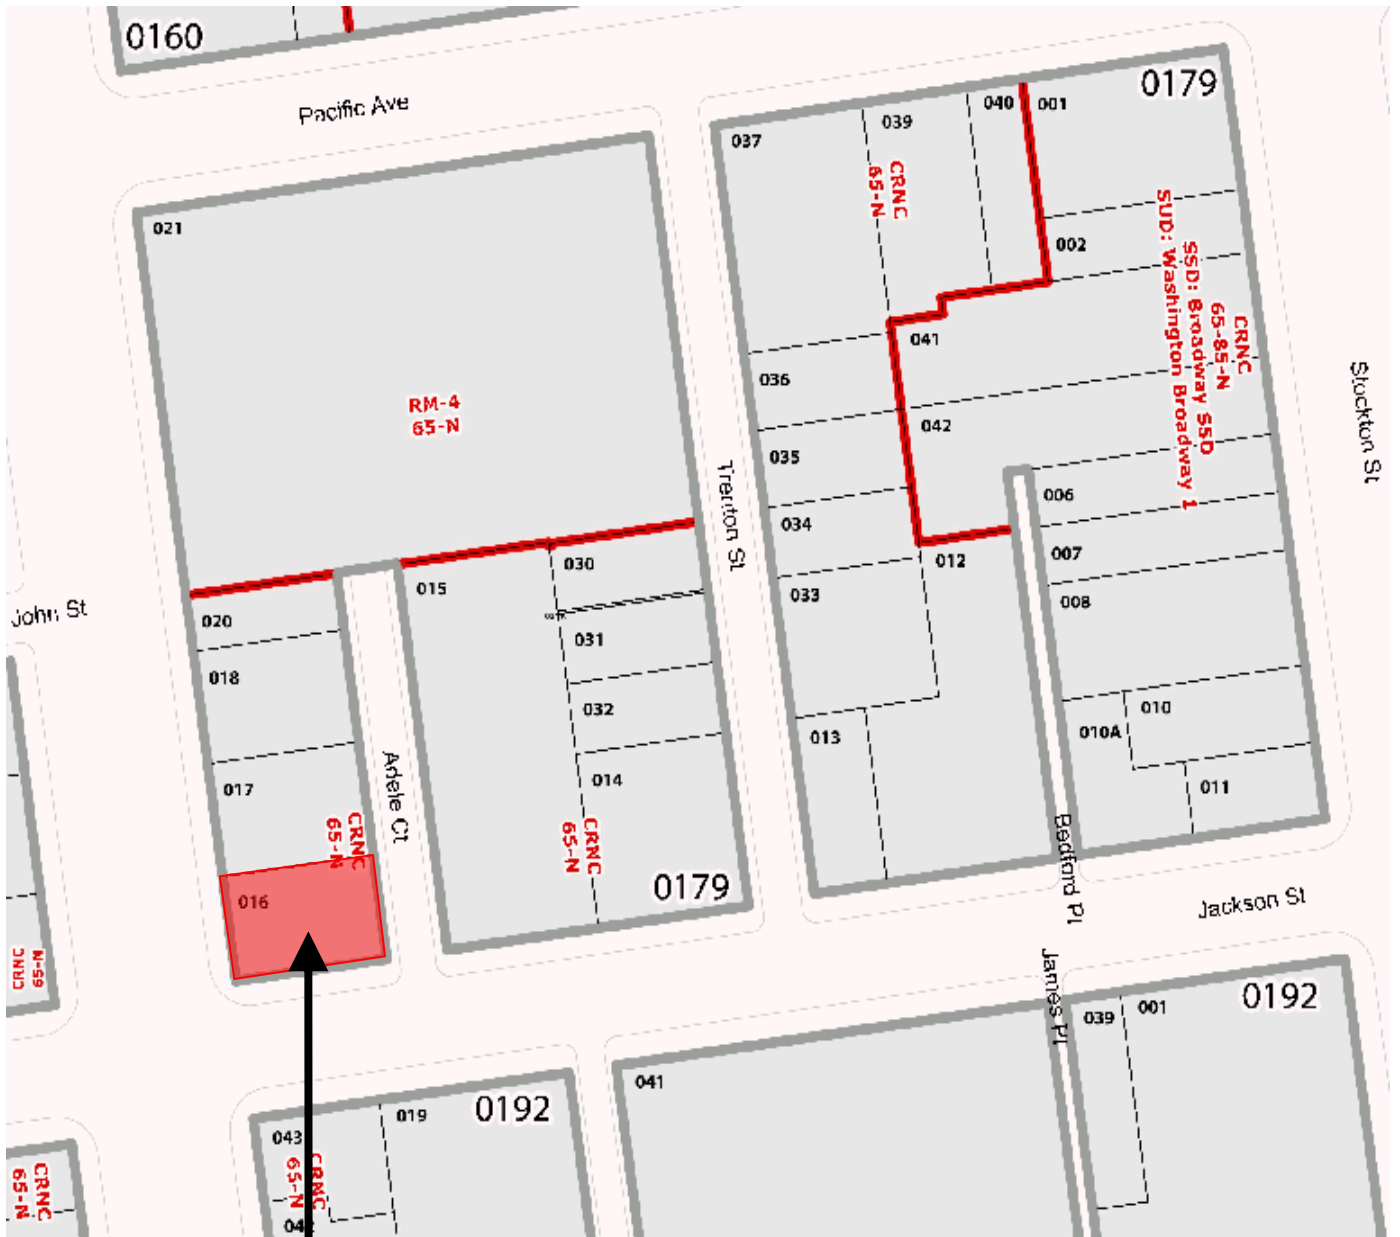 0160
Pacific Ave
0179
037
039
040
001
CRNC
65-N
021
002
SUD: Washington Broadway 1
SSD: Broadway SSD
65-85-N
CRNC
041
036
RM-4
65-N
042
Stockton St
035
Trenton St
006
034
007
012
030
015
033
008
John St
020
031
018
032
010
010A
013
Adele Ct
014
017
011
CRNC
65-N
CRNC
65-N
0179
Bedford Pl
016
Jackson St
CRNC
65-N
James Pl
0192
039
001
041
0192
019
043
CRNC
65-N
CRNC
65-N